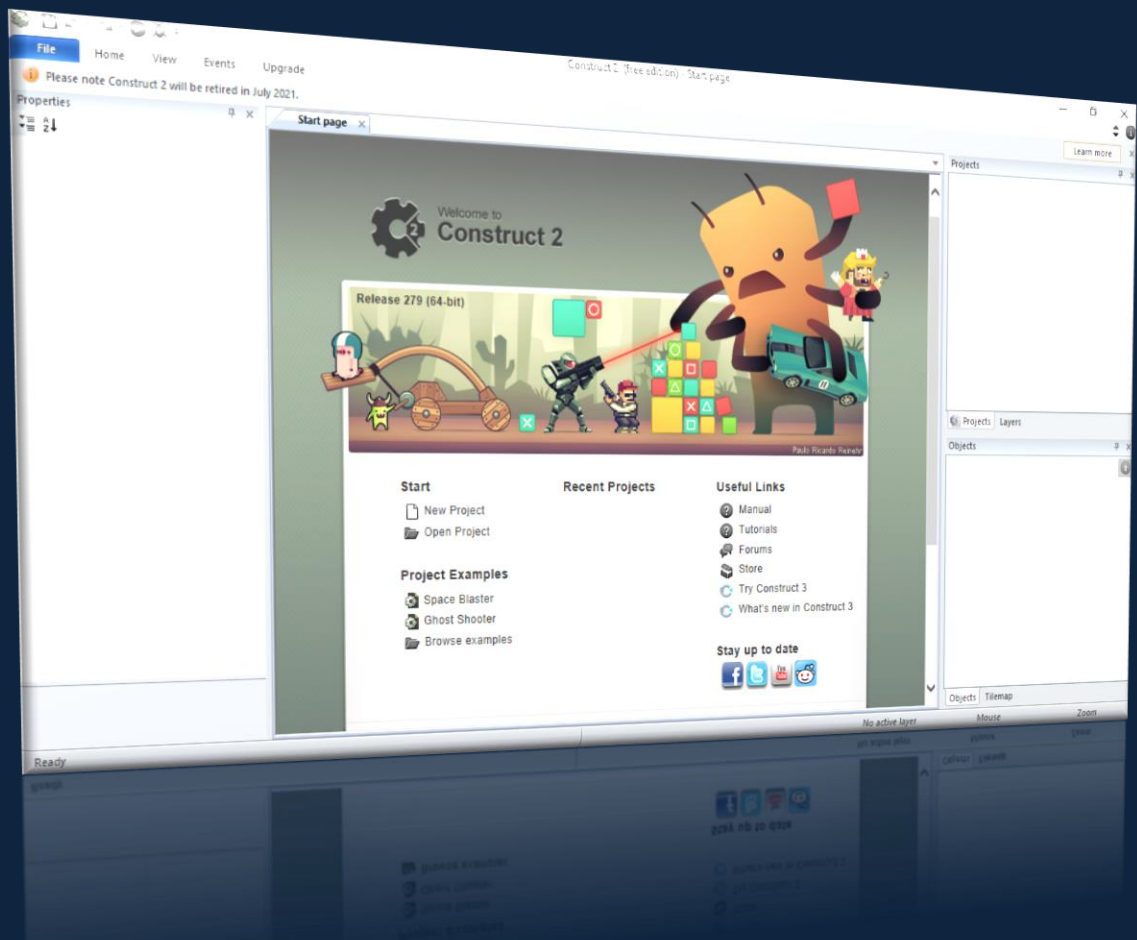 Construct 2 (free edition) - Start page
File
Home
View
Events
Upgrade
Please note Construct 2 will be retired in July 2021.
Learn more
Properties
Start page
Projects
Welcome to
Construct 2
Release 279 (64-bit)
Paulo Ricardo Reinehr
Projects
Layers
Objects
Start
New Project
Open Project
Project Examples
Space Blaster
Ghost Shooter
Browse examples
Recent Projects
Useful Links
Manual
Tutorials
Forums
Store
Try Construct 3
What's new in Construct 3
Stay up to date
Objects
Tilemap
Ready
No active layer
Mouse
Zoom